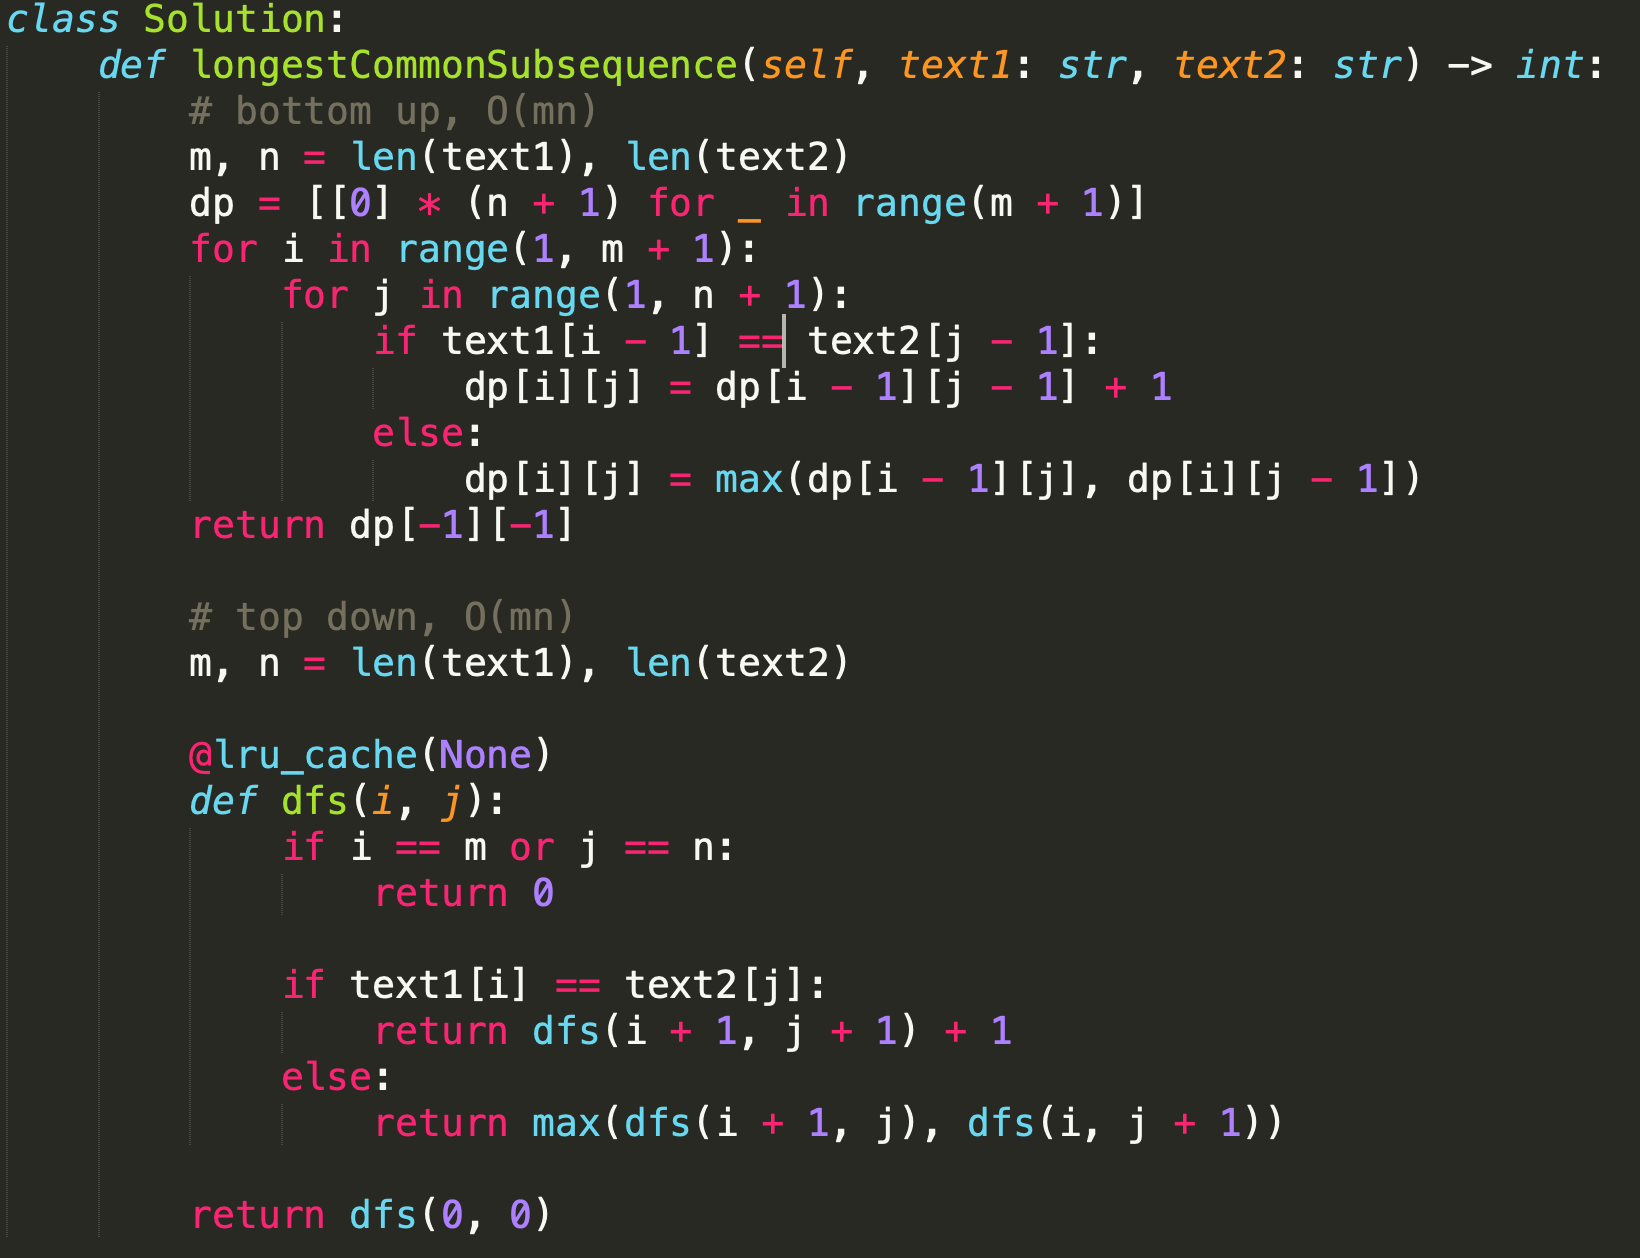 class Solution:
    def longestCommonSubsequence(self, text1: str, text2: str) -> int:
        # bottom up, O(mn)
        m, n = len(text1), len(text2)
        dp = [[0] * (n + 1) for _ in range(m + 1)]
        for i in range(1, m + 1):
            for j in range(1, n + 1):
                if text1[i - 1] == text2[j - 1]:
                    dp[i][j] = dp[i - 1][j - 1] + 1
                else:
                    dp[i][j] = max(dp[i - 1][j], dp[i][j - 1])
        return dp[-1][-1]

        # top down, O(mn)
        m, n = len(text1), len(text2)

        @lru_cache(None)
        def dfs(i, j):
            if i == m or j == n:
                return 0

            if text1[i] == text2[j]:
                return dfs(i + 1, j + 1) + 1
            else:
                return max(dfs(i + 1, j), dfs(i, j + 1))

        return dfs(0, 0)